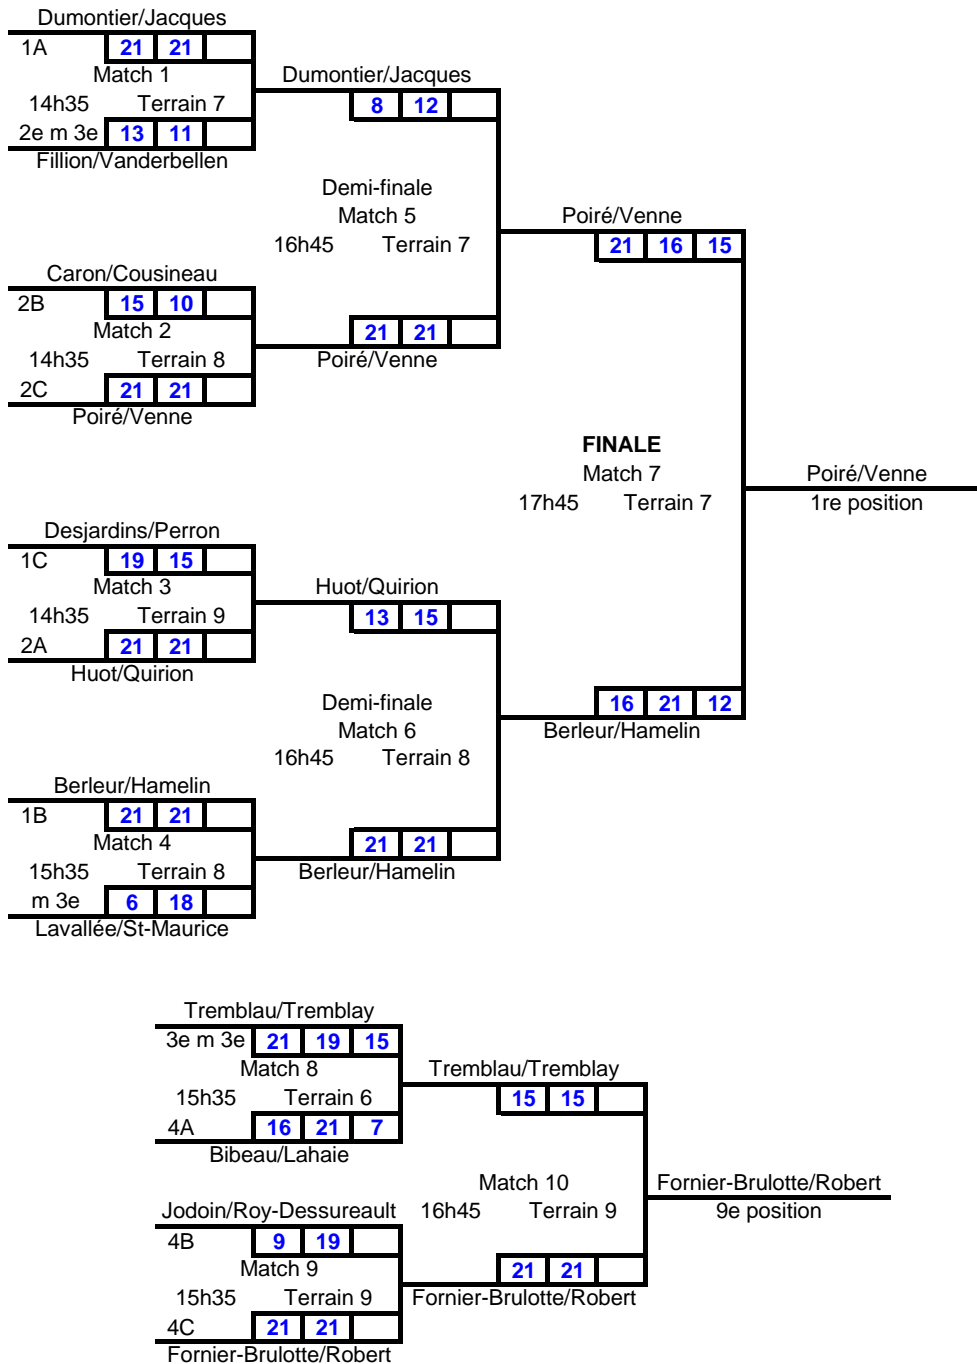 Dumontier/Jacques
1A 21 21
Match 1
Dumontier/Jacques
14h35 Terrain 7
8 12
2e m 3e 13 11
Fillion/Vanderbellen
Demi-finale
Match 5
Poiré/Venne
16h45 Terrain 7
21 16 15
Caron/Cousineau
2B 15 10
Match 2
21 21
14h35 Terrain 8
Poiré/Venne
2C 21 21
Poiré/Venne
FINALE
Match 7
Poiré/Venne
17h45 Terrain 7
1re position
Desjardins/Perron
1C 19 15
Match 3
Huot/Quirion
14h35 Terrain 9
13 15
2A 21 21
Huot/Quirion
Demi-finale
16 21 12
Match 6
Berleur/Hamelin
16h45 Terrain 8
Berleur/Hamelin
1B 21 21
Match 4
21 21
15h35 Terrain 8
Berleur/Hamelin
m 3e 6 18
Lavallée/St-Maurice
Tremblau/Tremblay
3e m 3e 21 19 15
Match 8
Tremblau/Tremblay
15h35 Terrain 6
15 15
4A 16 21 7
Bibeau/Lahaie
Match 10
Fornier-Brulotte/Robert
16h45 Terrain 9
9e position
Jodoin/Roy-Dessureault
4B 9 19
Match 9
21 21
15h35 Terrain 9
Fornier-Brulotte/Robert
4C 21 21
Fornier-Brulotte/Robert